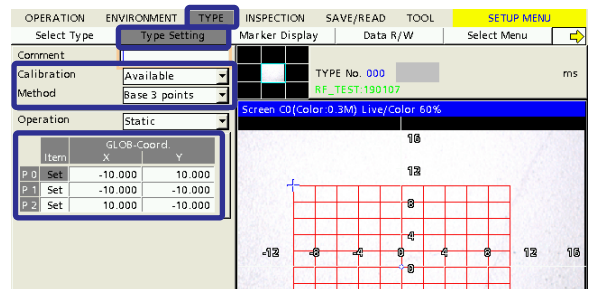 OPERATION ENVIRONMENT TYPE INSPECTION SAVE/READ TOOL SETUP MENU
Select Type Type Setting Marker Display Data R/W Select Menu
Comment
Calibration Available
Method Base 3 points
TYPE No. 000 ms
RF_TEST:190107
Operation Static
Screen C0(Color:0.3M) Live/Color 60%
GLOB-Coord.
Item X Y
P 0 Set -10.000 10.000
P 1 Set -10.000 -10.000
P 2 Set 10.000 -10.000
16
12
8
4
-12 -8 -4 0 4 8 12 16
0